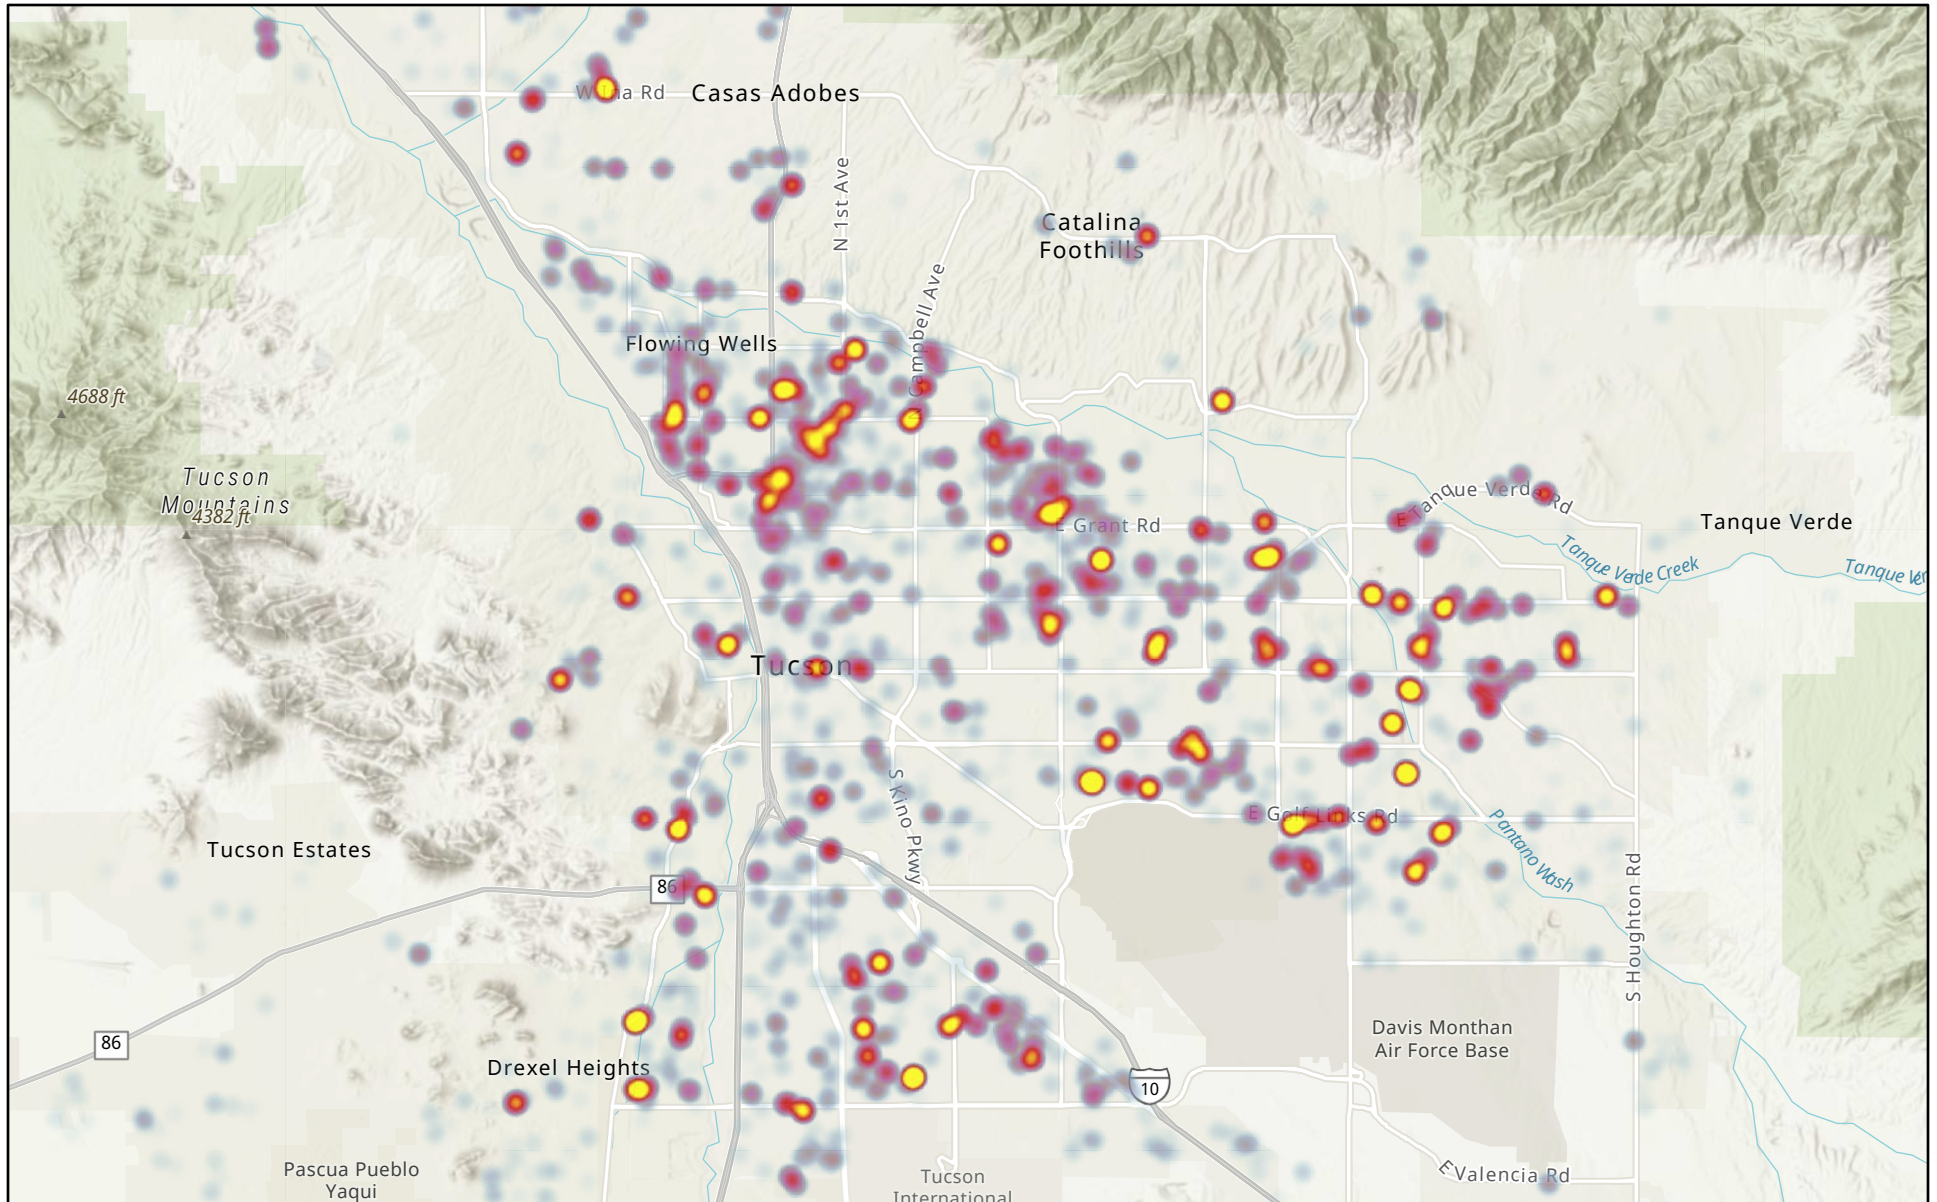 W Ina Rd
Casas Adobes
N 1st Ave
Catalina
Foothills
N Campbell Ave
Flowing Wells
4688 ft
Tucson
Mountains
4382 ft
E Tanque Verde Rd
E Grant Rd
Tanque Verde
Tanque Verde Creek
Tanque Ver
Tucson
S Kino Pkwy
E Golf Links Rd
Pantano Wash
Tucson Estates
86
S Houghton Rd
86
Davis Monthan
Air Force Base
Drexel Heights
10
Pascua Pueblo
Yaqui
Tucson
International
E Valencia Rd